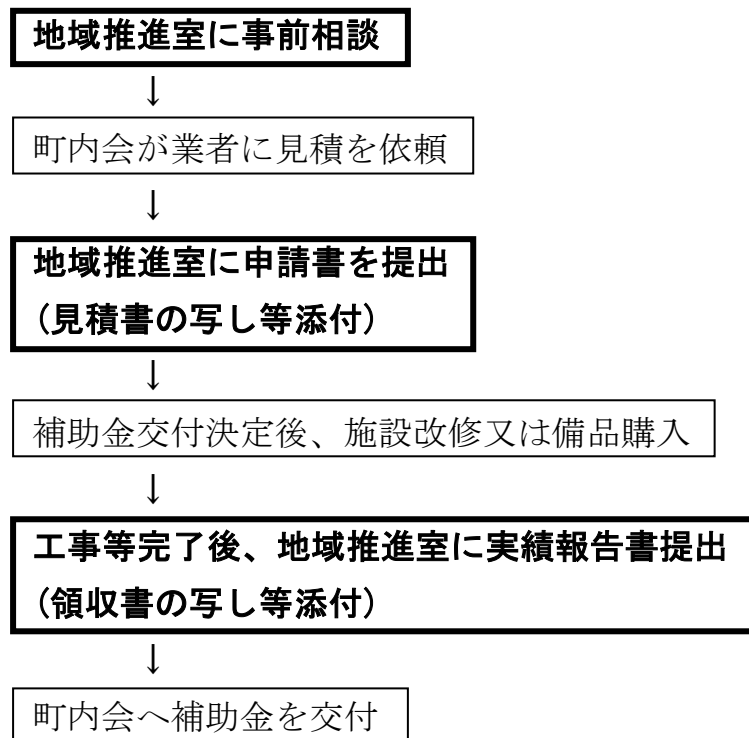 地域推進室に事前相談
↓
町内会が業者に見積を依頼
↓
地域推進室に申請書を提出
(見積書の写し等添付)
↓
補助金交付決定後、施設改修又は備品購入
↓
工事等完了後、地域推進室に実績報告書提出
(領収書の写し等添付)
↓
町内会へ補助金を交付